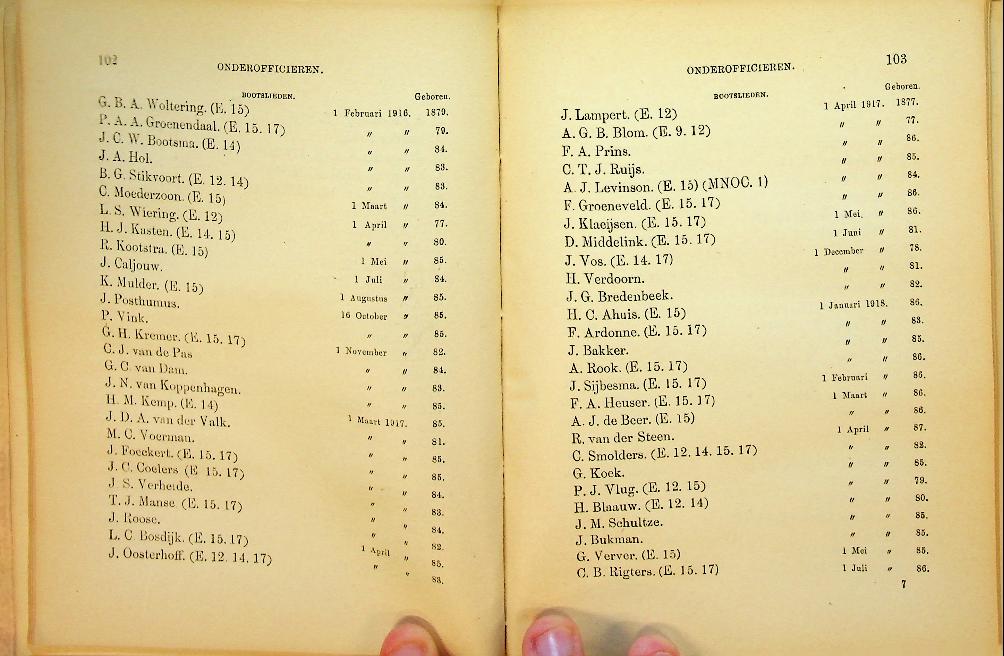 102
ONDEROFFICIEREN.
BOOTSLIEDEN. Geboren.
G. B. A. Woltering. (E. 15) 1 Februari 1916. 1879.
P. A. A. Groenendaal. (E. 15. 17) " " 79.
J. C. W. Bootsma. (E. 14) " " 84.
J. A. Hol. " " 83.
B. G. Stikvoort. (E. 12. 14) " " 83.
C. Moederzoon. (E. 15) 1 Maart " 84.
L. S. Wiering. (E. 12) 1 April " 77.
H. J. Kasten. (E. 14. 15) " " 80.
R. Kootstra. (E. 15) 1 Mei " 85.
J. Caljouw. 1 Juli " 84.
K. Mulder. (E. 15) 1 Augustus " 85.
J. Posthumus. 16 October " 85.
P. Vink. " " 85.
G. H. Kremer. (E. 15. 17) 1 November " 82.
C. J. van de Pas " " 84.
G. C. van Dam. " " 83.
J. N. van Koppenhagen. " " 85.
H. M. Kemp. (E. 14) 1 Maart 1917. 85.
J. D. A. van der Valk. " " 81.
M. C. Voerman. " " 85.
J. Foeckert. (E. 15. 17) " " 85.
J. C. Coelers (E 15. 17) " " 84.
J S. Verheide. " " 83.
T. J. Manse. (E. 15. 17) " " 84.
J. Roose. " " 82.
L. C. Bosdijk. (E. 15. 17) 1 April " 85.
J. Oosterhoff. (E. 12. 14. 17) " " 83.
103
ONDEROFFICIEREN.
BOOTSLIEDEN. Geboren.
J. Lampert. (E. 12) 1 April 1917. 1877.
A. G. B. Blom. (E. 9. 12) " " 77.
F. A. Prins. " " 86.
C. T. J. Ruijs. " " 85.
A. J. Levinson. (E. 15) (MNOC. 1) " " 84.
F. Groeneveld. (E. 15. 17) " " 86.
J. Klaeijsen. (E. 15. 17) 1 Mei. " 86.
D. Middelink. (E. 15. 17) 1 Juni " 81.
J. Vos. (E. 14. 17) 1 December " 78.
H. Verdoorn. " " 81.
J. G. Bredenbeek. " " 82.
H. C. Ahuis. (E. 15) 1 Januari 1918. 86.
F. Ardonne. (E. 15. 17) " " 83.
J. Bakker. " " 85.
A. Rook. (E. 15. 17) " " 86.
J. Sijbesma. (E. 15. 17) 1 Februari " 86.
F. A. Heuser. (E. 15. 17) 1 Maart " 86.
A. J. de Beer. (E. 15) " " 86.
R. van der Steen. 1 April " 87.
C. Smolders. (E. 12. 14. 15. 17) " " 82.
G. Koek. " " 85.
P. J. Vlug. (E. 12. 15) " " 79.
H. Blaauw. (E. 12. 14) " " 80.
J. M. Schultze. " " 85.
J. Bukman. " " 85.
G. Verver. (E. 15) 1 Mei " 85.
C. B. Rigters. (E. 15. 17) 1 Juli " 86.
7